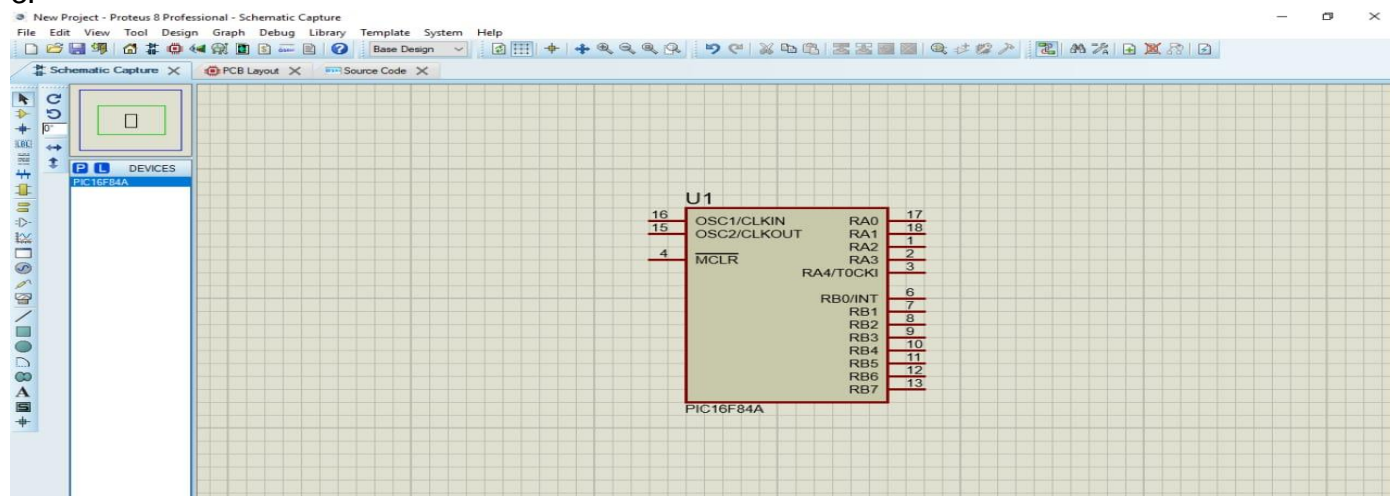 New Project - Proteus 8 Professional - Schematic Capture
File Edit View Tool Design Graph Debug Library Template System Help
Base Design
Schematic Capture PCB Layout Source Code
0°
LBL
P L DEVICES
PIC16F84A
U1
16 OSC1/CLKIN RA0 17
15 OSC2/CLKOUT RA1 18
RA2 1
4 MCLR RA3 2
RA4/T0CKI 3
RB0/INT 6
RB1 7
RB2 8
RB3 9
RB4 10
RB5 11
RB6 12
RB7 13
PIC16F84A
A
S